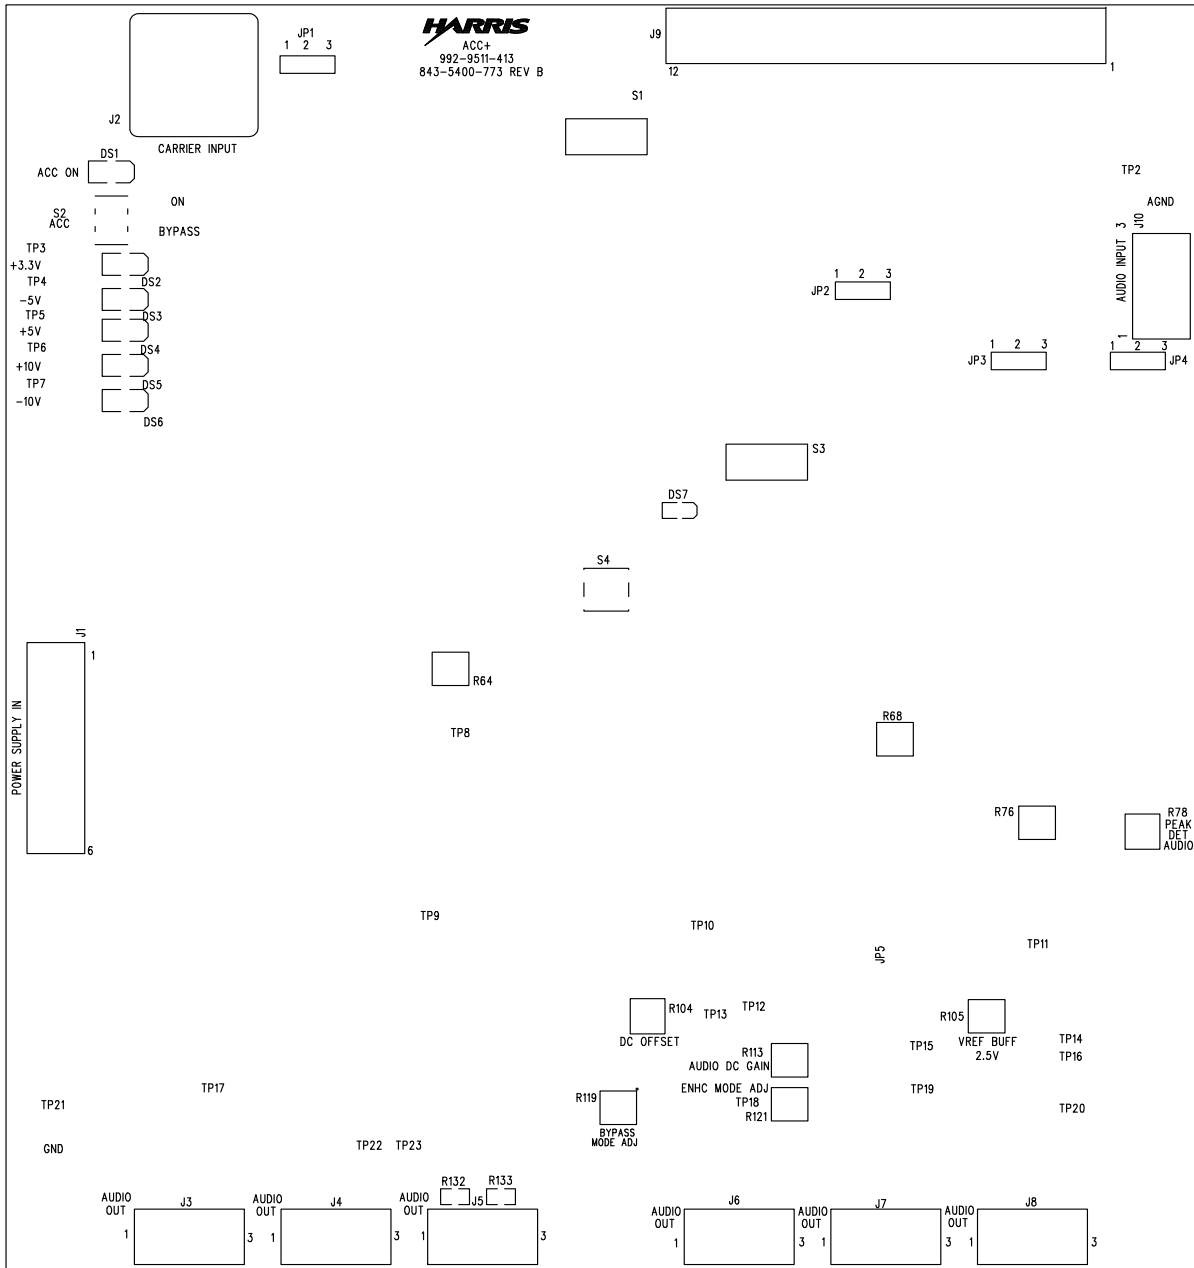 HARRIS
ACC+
992-9511-413
843-5400-773 REV B
JP1
1 2 3
J9
12
1
S1
J2
CARRIER INPUT
DS1
ACC ON
S2
ACC
ON
BYPASS
TP2
AGND
J10
AUDIO INPUT
3
1
TP3
+3.3V
DS2
TP4
-5V
DS3
TP5
+5V
DS4
TP6
+10V
DS5
TP7
-10V
DS6
1 2 3
JP2
1 2 3
JP3
1 2 3
JP4
S3
DS7
S4
J1
1
POWER SUPPLY IN
6
R64
TP8
R68
R76
R78
PEAK
DET
AUDIO
TP9
TP10
JP5
TP11
R104
DC OFFSET
TP13
TP12
R105
VREF BUFF
2.5V
TP14
TP15
TP16
R113
AUDIO DC GAIN
ENHC MODE ADJ
TP18
R121
TP17
TP19
TP21
R119
BYPASS
MODE ADJ
TP20
GND
TP22 TP23
R132 R133
AUDIO
OUT
J3
1
3
AUDIO
OUT
J4
1
3
AUDIO
OUT
J5
1
3
AUDIO
OUT
J6
1
3
AUDIO
OUT
J7
1
3
AUDIO
OUT
J8
1
3